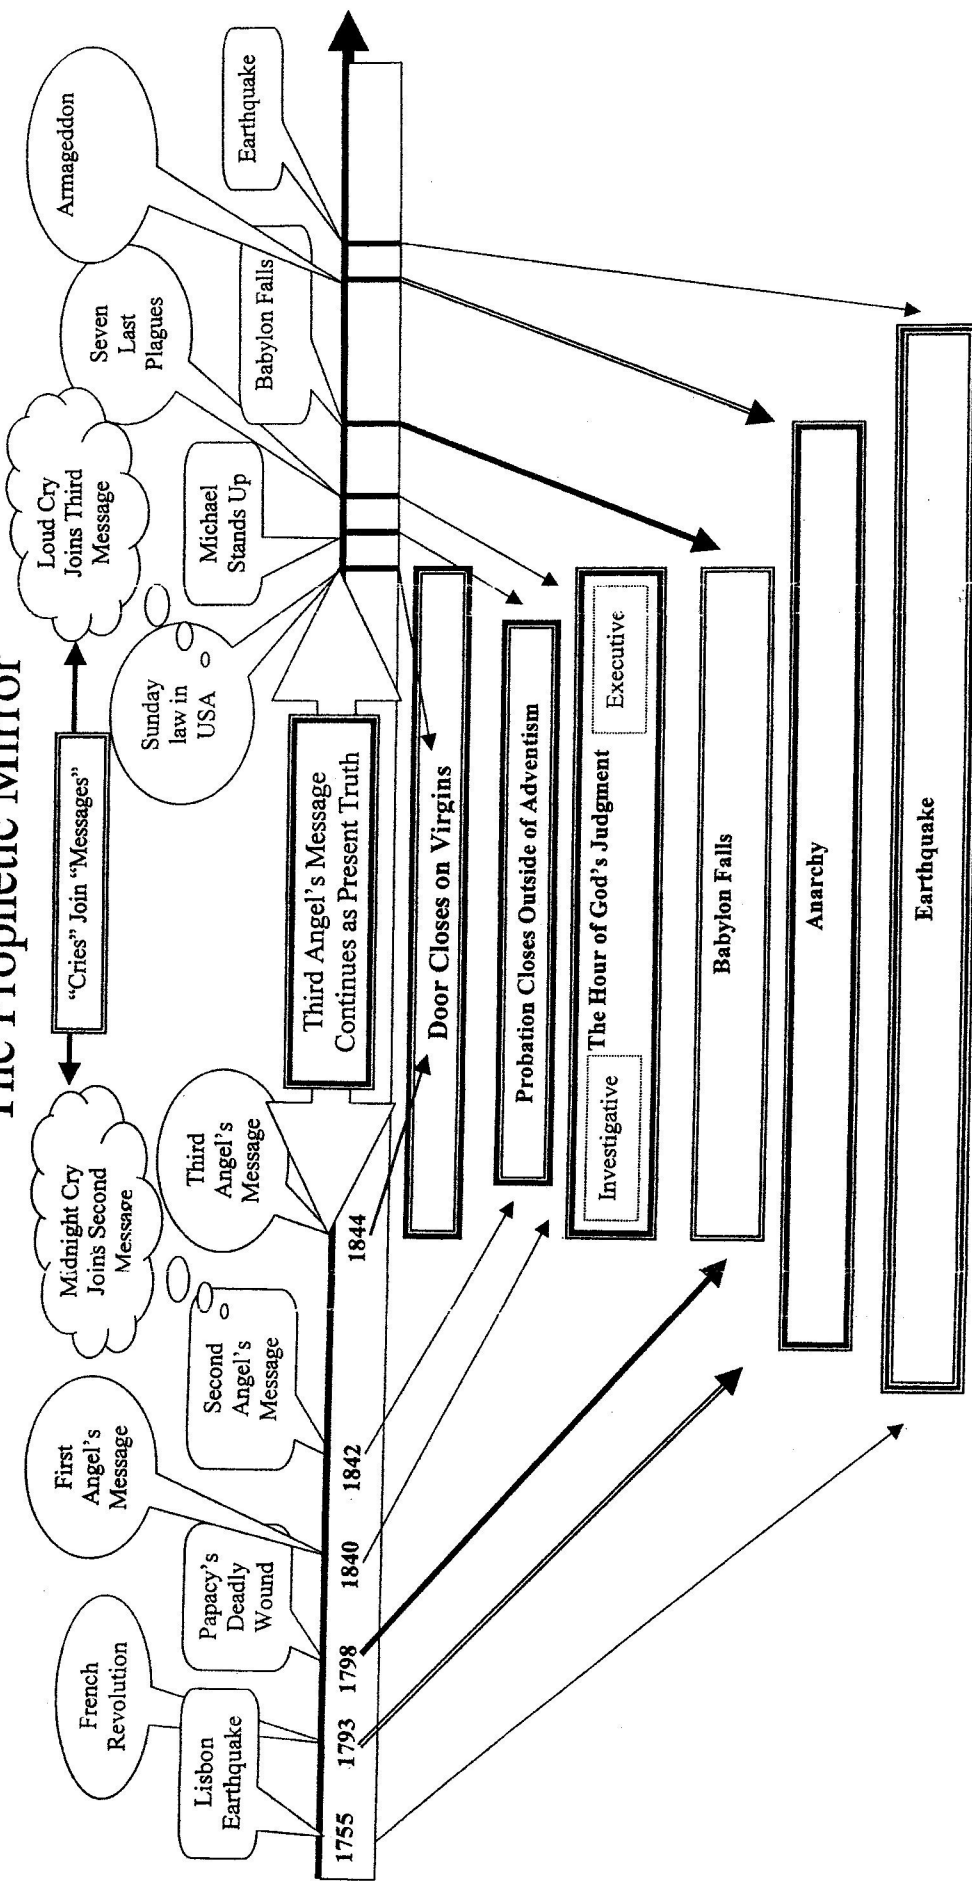 The Prophetic Mirror
"Cries" Join "Messages"
Midnight Cry
Joins Second
Message
Loud Cry
Joins Third
Message
French
Revolution
First
Angel's
Message
Third
Angel's
Message
Sunday
law in
USA
Seven
Last
Plagues
Armageddon
Lisbon
Earthquake
Papacy's
Deadly
Wound
Second
Angel's
Message
Michael
Stands Up
Babylon Falls
Earthquake
Third Angel's Message
Continues as Present Truth
1755
1793
1798
1840
1842
1844
Door Closes on Virgins
Probation Closes Outside of Adventism
The Hour of God's Judgment
Investigative
Executive
Babylon Falls
Anarchy
Earthquake